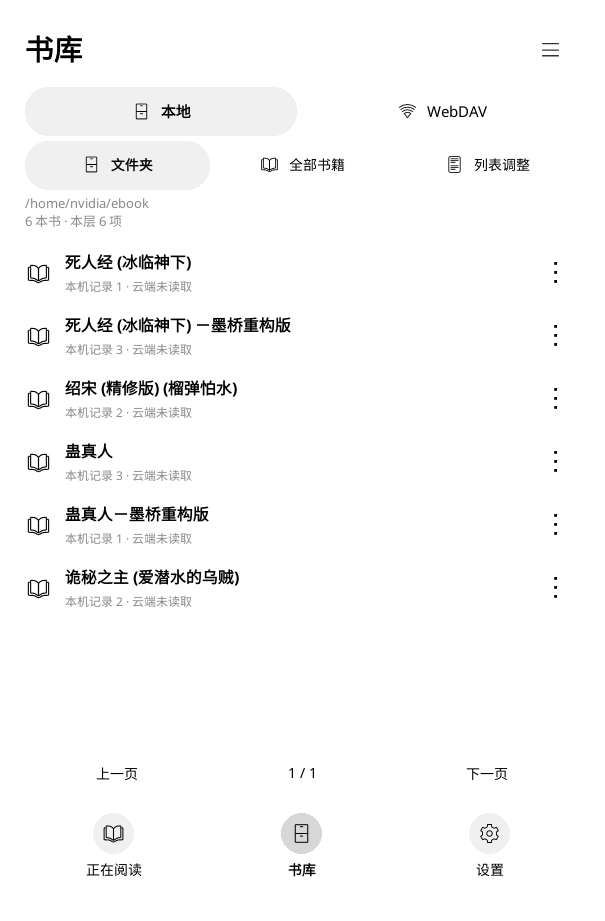 书库
本地
WebDAV
文件夹
全部书籍
列表调整
/home/nvidia/ebook
6 本书 · 本层 6 项
死人经 (冰临神下)
本机记录 1 · 云端未读取
死人经 (冰临神下) －墨桥重构版
本机记录 3 · 云端未读取
绍宋 (精修版) (榴弹怕水)
本机记录 2 · 云端未读取
蛊真人
本机记录 3 · 云端未读取
蛊真人－墨桥重构版
本机记录 1 · 云端未读取
诡秘之主 (爱潜水的乌贼)
本机记录 2 · 云端未读取
上一页
1 / 1
下一页
正在阅读
书库
设置